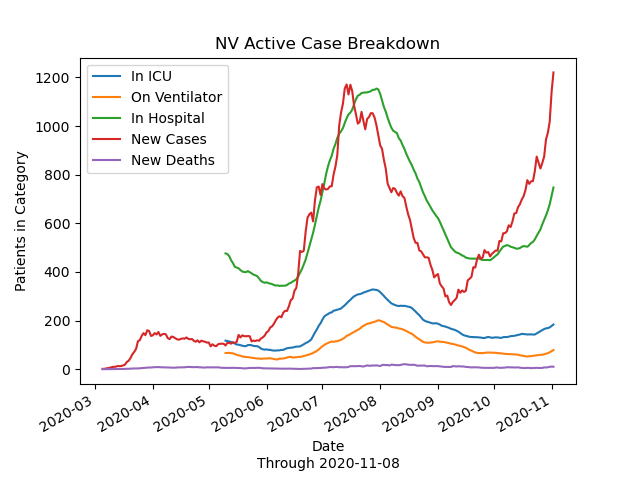 NV Active Case Breakdown
In ICU
On Ventilator
In Hospital
New Cases
New Deaths
Patients in Category
1200
1000
800
600
400
200
0
2020-03
2020-04
2020-05
2020-06
2020-07
2020-08
2020-09
2020-10
2020-11
Date
Through 2020-11-08